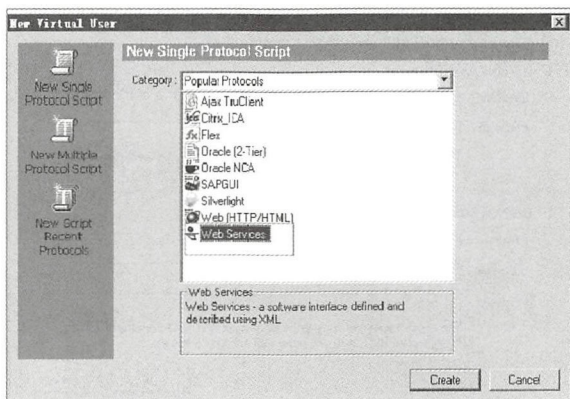 New Virtual User
New Single Protocol Script
New Single
Protocol Script
New Multiple
Protocol Script
New Script
Recent
Protocols
Category: Popular Protocols
Ajax TruClient
Citrix_ICA
Flex
Oracle (2-Tier)
Oracle NCA
SAPGUI
Silverlight
Web (HTTP/HTML)
Web Services
Web Services
Web Services - a software interface defined and
described using XML
Create
Cancel